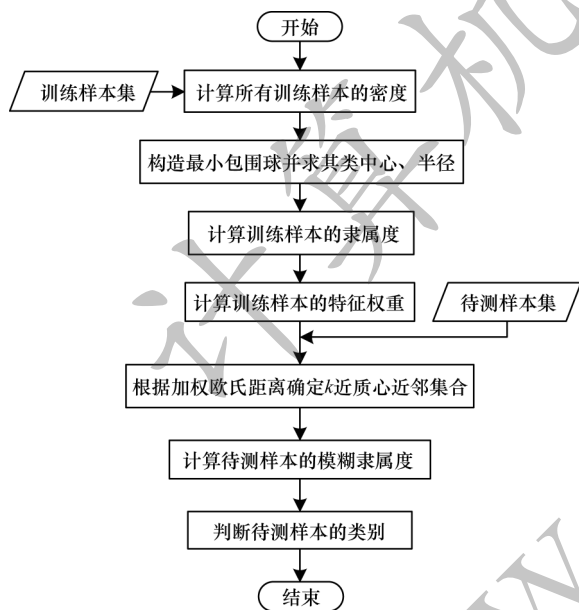 开始
训练样本集
计算所有训练样本的密度
构造最小包围球并求其类中心、半径
计算训练样本的隶属度
计算训练样本的特征权重
待测样本集
根据加权欧氏距离确定k近质心近邻集合
计算待测样本的模糊隶属度
判断待测样本的类别
结束
计算机
W